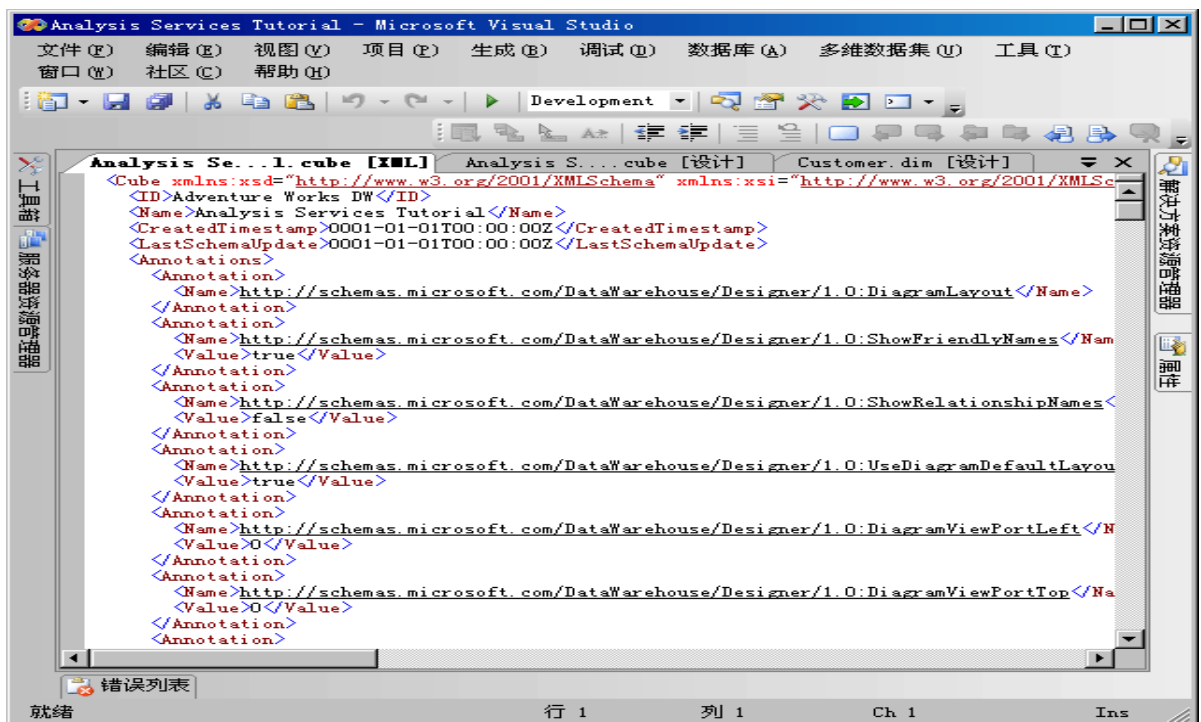 Analysis Services Tutorial - Microsoft Visual Studio
文件(F) 编辑(E) 视图(V) 项目(P) 生成(B) 调试(D) 数据库(A) 多维数据集(U) 工具(T)
窗口(W) 社区(C) 帮助(H)
Development
Analysis Se...l.cube [XML] Analysis S....cube [设计] Customer.dim [设计]
工具箱
服务器资源管理器
<Cube xmlns:xsd="http://www.w3.org/2001/XMLSchema" xmlns:xsi="http://www.w3.org/2001/XMLSc
<ID>Adventure Works DW</ID>
<Name>Analysis Services Tutorial</Name>
<CreatedTimestamp>0001-01-01T00:00:00Z</CreatedTimestamp>
<LastSchemaUpdate>0001-01-01T00:00:00Z</LastSchemaUpdate>
<Annotations>
<Annotation>
<Name>http://schemas.microsoft.com/DataWarehouse/Designer/1.0:DiagramLayout</Name>
</Annotation>
<Annotation>
<Name>http://schemas.microsoft.com/DataWarehouse/Designer/1.0:ShowFriendlyNames</Nam
<Value>true</Value>
</Annotation>
<Annotation>
<Name>http://schemas.microsoft.com/DataWarehouse/Designer/1.0:ShowRelationshipNames<
<Value>false</Value>
</Annotation>
<Annotation>
<Name>http://schemas.microsoft.com/DataWarehouse/Designer/1.0:UseDiagramDefaultLayou
<Value>true</Value>
</Annotation>
<Annotation>
<Name>http://schemas.microsoft.com/DataWarehouse/Designer/1.0:DiagramViewPortLeft</N
<Value>0</Value>
</Annotation>
<Annotation>
<Name>http://schemas.microsoft.com/DataWarehouse/Designer/1.0:DiagramViewPortTop</Na
<Value>0</Value>
</Annotation>
<Annotation>
解决方案资源管理器
属性
错误列表
就绪 行 1 列 1 Ch 1 Ins